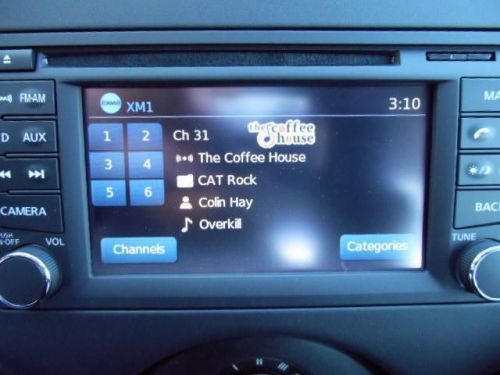 XM1
3:10
FM-AM
AUX
CAMERA
PUSH
VOL
1 2
3 4
5 6
Ch 31
the coffee
house
The Coffee House
CAT Rock
Colin Hay
Overkill
Channels
Categories
TUNE